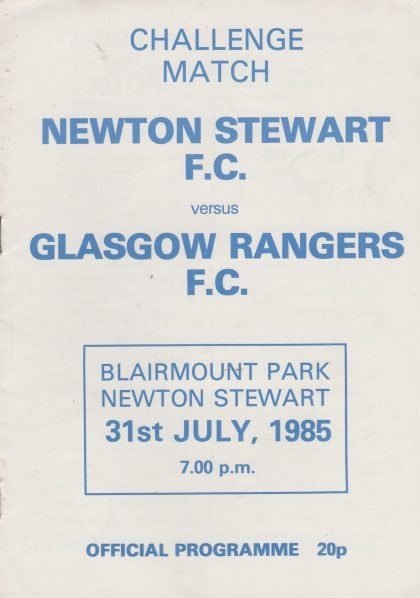 CHALLENGE
MATCH
NEWTON STEWART
F.C.
versus
GLASGOW RANGERS
F.C.
BLAIRMOUNT PARK
NEWTON STEWART
31st JULY, 1985
7.00 p.m.
OFFICIAL PROGRAMME 20p